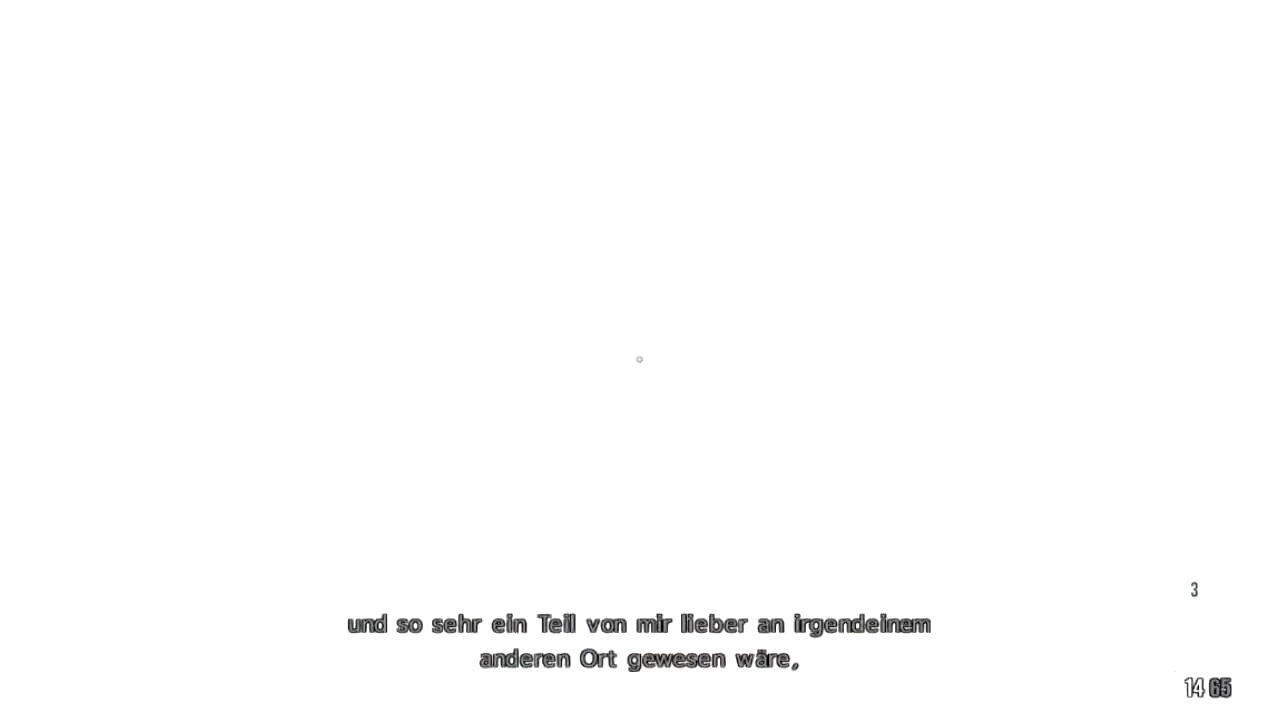 3
und so sehr ein Teil von mir lieber an irgendeinem
anderen Ort gewesen wäre,
14 65